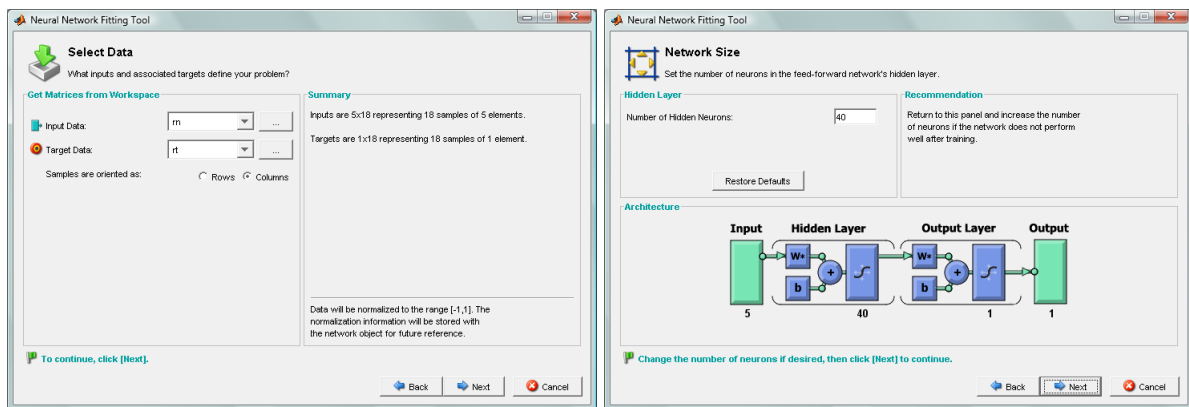 Neural Network Fitting Tool
Select Data
What inputs and associated targets define your problem?
Get Matrices from Workspace
Input Data:
rn
...
Target Data:
rt
...
Samples are oriented as:
Rows
Columns
Summary
Inputs are 5x18 representing 18 samples of 5 elements.
Targets are 1x18 representing 18 samples of 1 element.
Data will be normalized to the range [-1,1]. The
normalization information will be stored with
the network object for future reference.
To continue, click [Next].
Back
Next
Cancel
Neural Network Fitting Tool
Network Size
Set the number of neurons in the feed-forward network's hidden layer.
Hidden Layer
Number of Hidden Neurons:
40
Restore Defaults
Recommendation
Return to this panel and increase the number
of neurons if the network does not perform
well after training.
Architecture
Input
Hidden Layer
Output Layer
Output
W*
b
+
W*
b
+
5
40
1
1
Change the number of neurons if desired, then click [Next] to continue.
Back
Next
Cancel